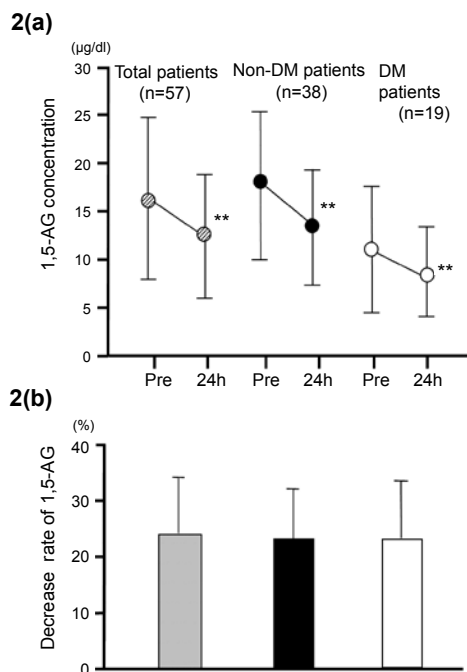 2(a)
(µg/dl)
Total patients
(n=57)
Non-DM patients
(n=38)
DM
patients
(n=19)
1,5-AG concentration
30
25
20
15
10
5
0
**
**
**
Pre 24h Pre 24h Pre 24h
2(b)
(%)
Decrease rate of 1,5-AG
40
30
20
10
0